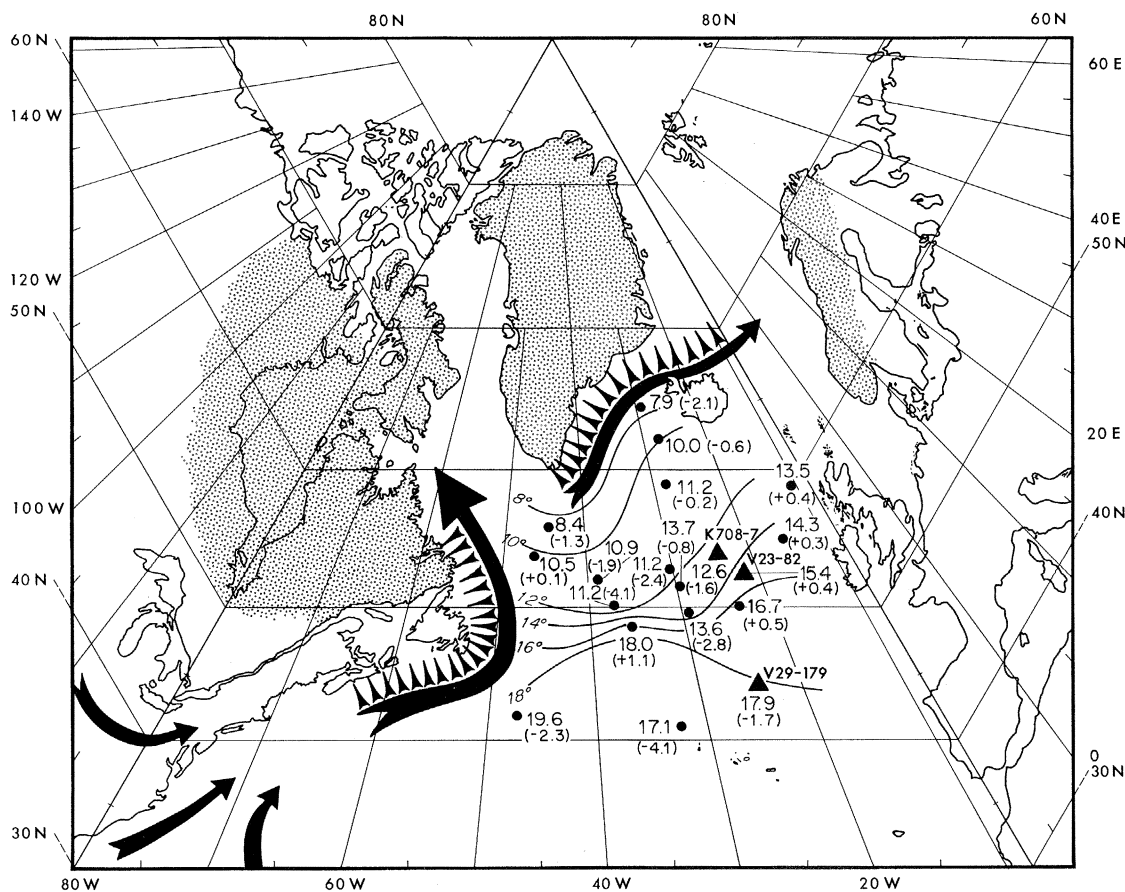 80 N
80 N
60 N
60 N
60 E
140 W
40 E
50 N
120 W
50 N
7.9 (-2.1)
10.0 (-0.6)
20 E
13.5
(+0.4)
11.2
(-0.2)
8°
100 W
40 N
8.4
(-1.3)
13.7
(-0.8)
K708-7
14.3
(+0.3)
10°
10.9
(-1.9)
11.2
(-2.4)
V23-82
10.5
(+0.1)
12.6
(-1.6)
15.4
(+0.4)
40 N
11.2(-4.1)
12°
16.7
(+0.5)
14°
13.6
(-2.8)
16°
18.0
(+1.1)
V29-179
18°
17.9
(-1.7)
19.6
(-2.3)
17.1
(-4.1)
0
30 N
30 N
80 W
60 W
40 W
20 W